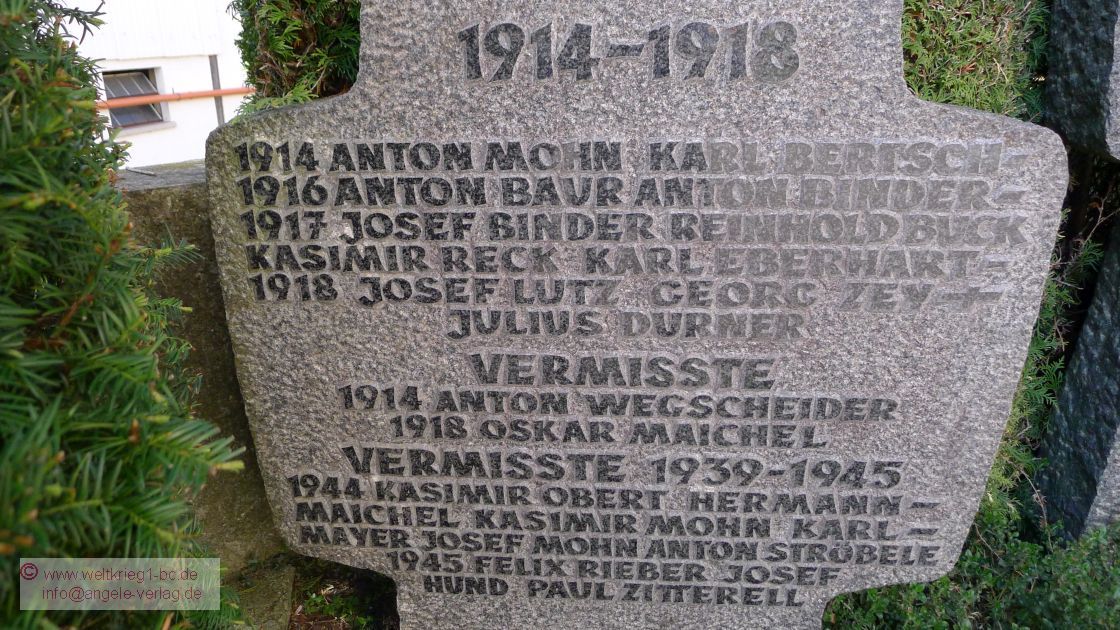 1914–1918
1914 ANTON MOHN KARL BERTSCH–
1916 ANTON BAUR ANTON BINDER–
1917 JOSEF BINDER REINHOLD BUCK
KASIMIR RECK KARL EBERHART–
1918 JOSEF LUTZ GEORG ZEY–+
JULIUS DURNER
VERMISSTE
1914 ANTON WEGSCHEIDER
1918 OSKAR MAICHEL
VERMISSTE 1939-1945
1944 KASIMIR OBERT HERMANN–
MAICHEL KASIMIR MOHN KARL–
MAYER JOSEF MOHN ANTON STRÖBELE
1945 FELIX RIEBER JOSEF
HUND PAUL ZITTERELL
© www.weltkrieg1-bc.de
info@angele-verlag.de